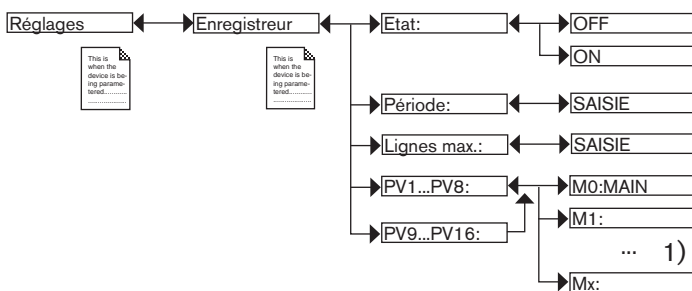 Réglages
Enregistreur
Etat:
OFF
ON
This is
when the
device is be-
ing parame-
tered............
......................
This is
when the
device is be-
ing parame-
tered............
......................
Période:
SAISIE
Lignes max.:
SAISIE
PV1...PV8:
M0:MAIN
M1:
PV9...PV16:
... 1)
Mx: